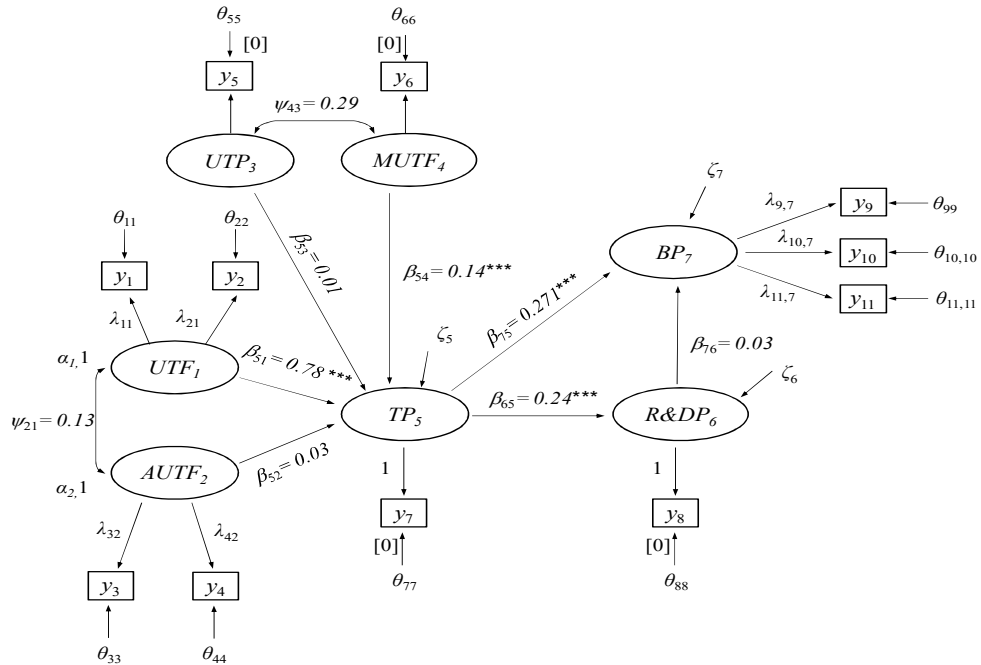 θ55
θ66
[0]
[0]
y5
y6
ψ43= 0.29
UTP3
MUTF4
ζ7
λ9,7
y9
θ99
θ11
θ22
β53= 0.01
λ10,7
y10
θ10,10
BP7
y1
y2
β54= 0.14***
λ11,7
y11
θ11,11
λ11
λ21
β75= 0.271***
ζ5
α1,1
UTF1
β51= 0.78 ***
β76= 0.03
ζ6
ψ21= 0.13
TP5
β65= 0.24***
R&DP6
AUTF2
β52= 0.03
α2,1
1
1
λ32
λ42
y7
y8
[0]
[0]
y3
y4
θ77
θ88
θ33
θ44